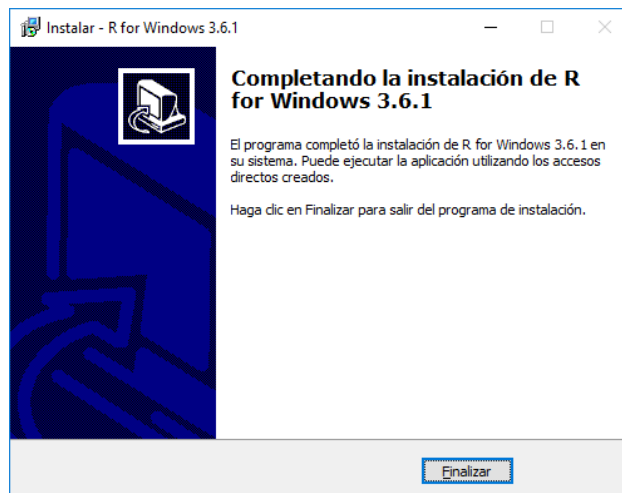 Instalar - R for Windows 3.6.1
Completando la instalación de R
for Windows 3.6.1
El programa completó la instalación de R for Windows 3.6.1 en
su sistema. Puede ejecutar la aplicación utilizando los accesos
directos creados.
Haga clic en Finalizar para salir del programa de instalación.
Finalizar